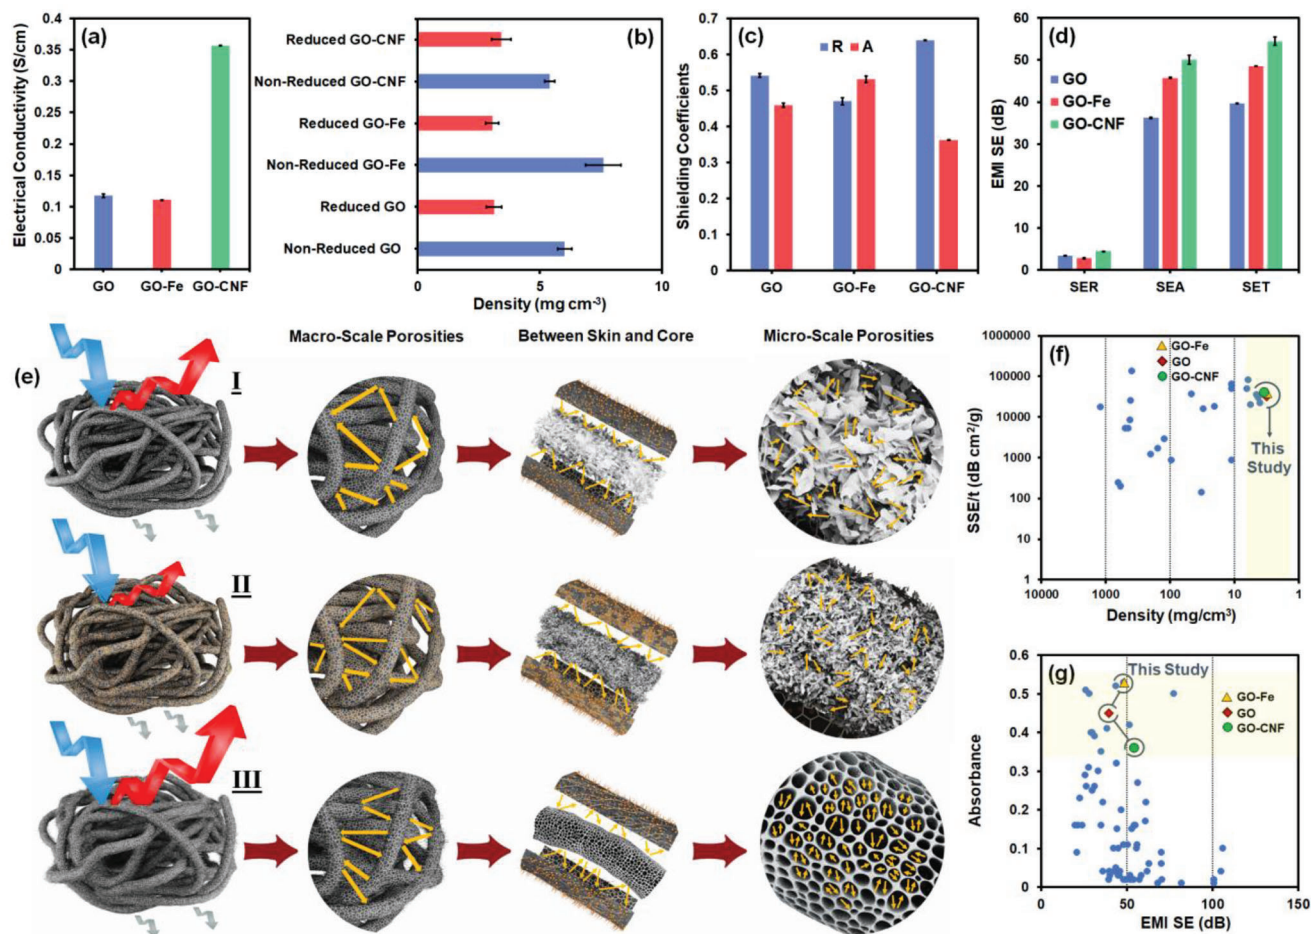 (a)
Electrical Conductivity (S/cm)
0.4
0.35
0.3
0.25
0.2
0.15
0.1
0.05
0
GO
GO-Fe
GO-CNF
(b)
Reduced GO-CNF
Non-Reduced GO-CNF
Reduced GO-Fe
Non-Reduced GO-Fe
Reduced GO
Non-Reduced GO
0
5
10
Density (mg cm-3)
(c)
R
A
Shielding Coefficients
0.7
0.6
0.5
0.4
0.3
0.2
0.1
0
GO
GO-Fe
GO-CNF
(d)
EMI SE (dB)
60
50
40
30
20
10
0
GO
GO-Fe
GO-CNF
SER
SEA
SET
(e)
Macro-Scale Porosities
Between Skin and Core
Micro-Scale Porosities
I
II
III
(f)
SSE/t (dB cm2/g)
1000000
100000
10000
1000
100
10
1
GO-Fe
GO
GO-CNF
This
Study
10000
1000
100
10
1
Density (mg/cm3)
(g)
Absorbance
0.6
0.5
0.4
0.3
0.2
0.1
0
This Study
GO-Fe
GO
GO-CNF
0
50
100
150
EMI SE (dB)